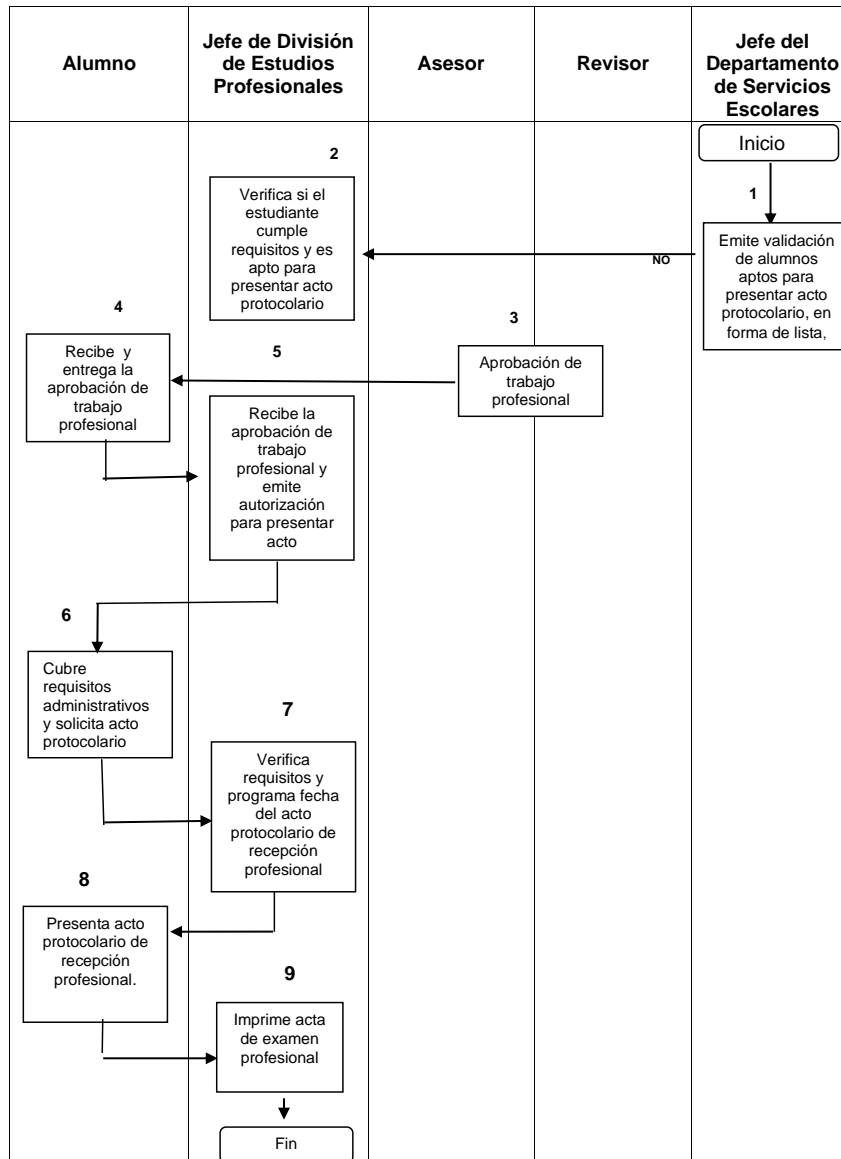 Alumno
Jefe de División
de Estudios
Profesionales
Asesor
Revisor
Jefe del
Departamento
de Servicios
Escolares
Inicio
1
Emite validación
de alumnos
aptos para
presentar acto
protocolario, en
forma de lista,
NO
2
Verifica si el
estudiante
cumple
requisitos y es
apto para
presentar acto
protocolario
3
Aprobación de
trabajo
profesional
4
Recibe y
entrega la
aprobación de
trabajo
profesional
5
Recibe la
aprobación de
trabajo
profesional y
emite
autorización
para presentar
acto
6
Cubre
requisitos
administrativos
y solicita acto
protocolario
7
Verifica
requisitos y
programa fecha
del acto
protocolario de
recepción
profesional
8
Presenta acto
protocolario de
recepción
profesional.
9
Imprime acta
de examen
profesional
Fin